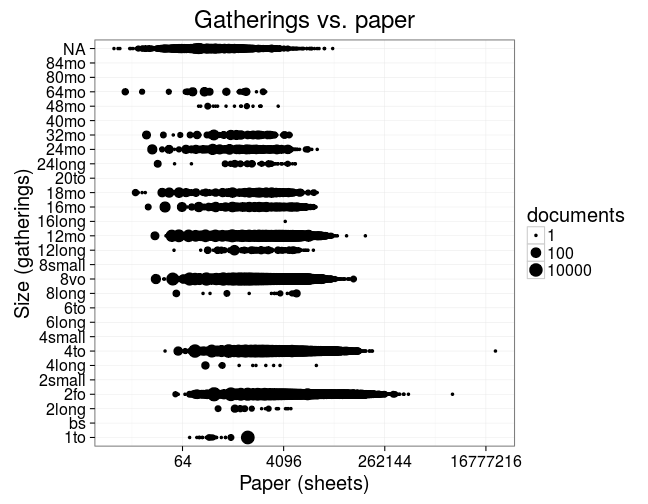 Gatherings vs. paper
Size (gatherings)
NA
84mo
80mo
64mo
48mo
40mo
32mo
24mo
24long
20to
18mo
16mo
16long
12mo
12long
8small
8vo
8long
6to
6long
4small
4to
4long
2small
2fo
2long
bs
1to
64 4096 262144 16777216
Paper (sheets)
documents
1
100
10000